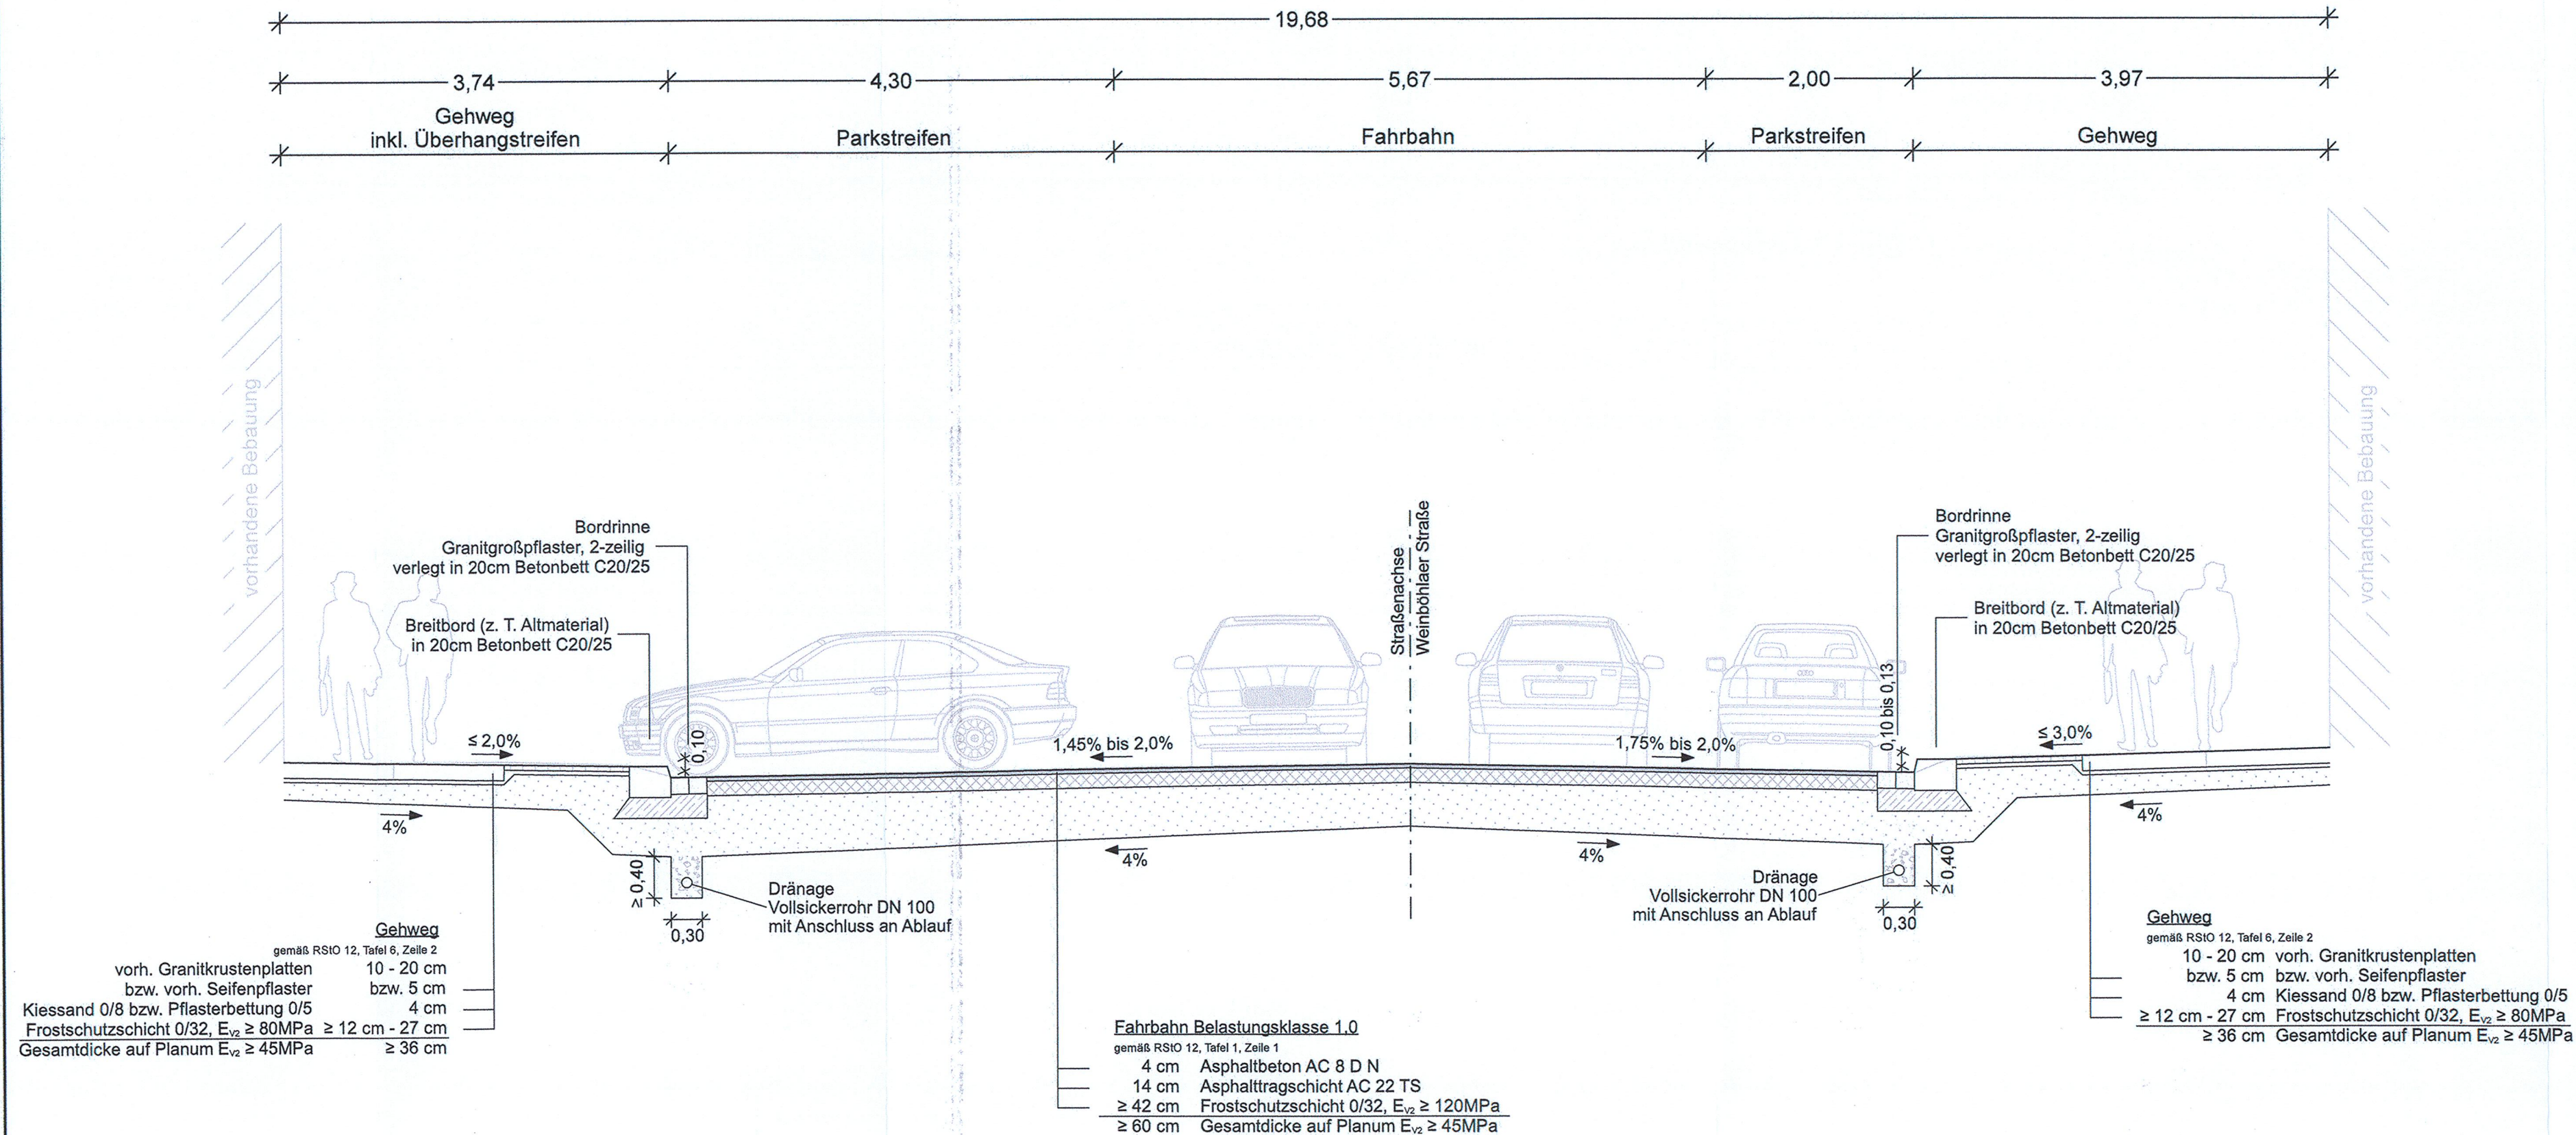 19,68
3,74
4,30
5,67
2,00
3,97
Gehweg
inkl. Überhangstreifen
Parkstreifen
Fahrbahn
Parkstreifen
Gehweg
vorhandene Bebauung
vorhandene Bebauung
Bordrinne
Granitgroßpflaster, 2-zeilig
verlegt in 20cm Betonbett C20/25
Breitbord (z. T. Altmaterial)
in 20cm Betonbett C20/25
Straßenachse
Weinböhlaer Straße
Bordrinne
Granitgroßpflaster, 2-zeilig
verlegt in 20cm Betonbett C20/25
Breitbord (z. T. Altmaterial)
in 20cm Betonbett C20/25
≤ 2,0%
0,10
1,45% bis 2,0%
1,75% bis 2,0%
0,10 bis 0,13
≤ 3,0%
4%
4%
4%
4%
≥ 0,40
0,30
Dränage
Vollsickerrohr DN 100
mit Anschluss an Ablauf
Dränage
Vollsickerrohr DN 100
mit Anschluss an Ablauf
≥ 0,40
0,30
Gehweg
gemäß RStO 12, Tafel 6, Zeile 2
vorh. Granitkrustenplatten 10 - 20 cm
bzw. vorh. Seifenpflaster bzw. 5 cm
Kiessand 0/8 bzw. Pflasterbettung 0/5 4 cm
Frostschutzschicht 0/32, Ev2 ≥ 80MPa ≥ 12 cm - 27 cm
Gesamtdicke auf Planum Ev2 ≥ 45MPa ≥ 36 cm
Fahrbahn Belastungsklasse 1,0
gemäß RStO 12, Tafel 1, Zeile 1
4 cm Asphaltbeton AC 8 D N
14 cm Asphalttragschicht AC 22 TS
≥ 42 cm Frostschutzschicht 0/32, Ev2 ≥ 120MPa
≥ 60 cm Gesamtdicke auf Planum Ev2 ≥ 45MPa
Gehweg
gemäß RStO 12, Tafel 6, Zeile 2
10 - 20 cm vorh. Granitkrustenplatten
bzw. 5 cm bzw. vorh. Seifenpflaster
4 cm Kiessand 0/8 bzw. Pflasterbettung 0/5
≥ 12 cm - 27 cm Frostschutzschicht 0/32, Ev2 ≥ 80MPa
≥ 36 cm Gesamtdicke auf Planum Ev2 ≥ 45MPa